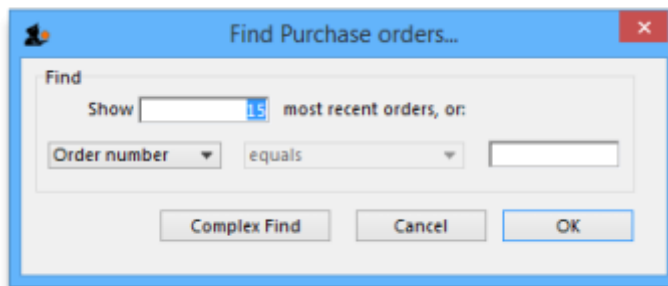 Find Purchase orders...
Find
Show 15 most recent orders, or:
Order number equals
Complex Find Cancel OK